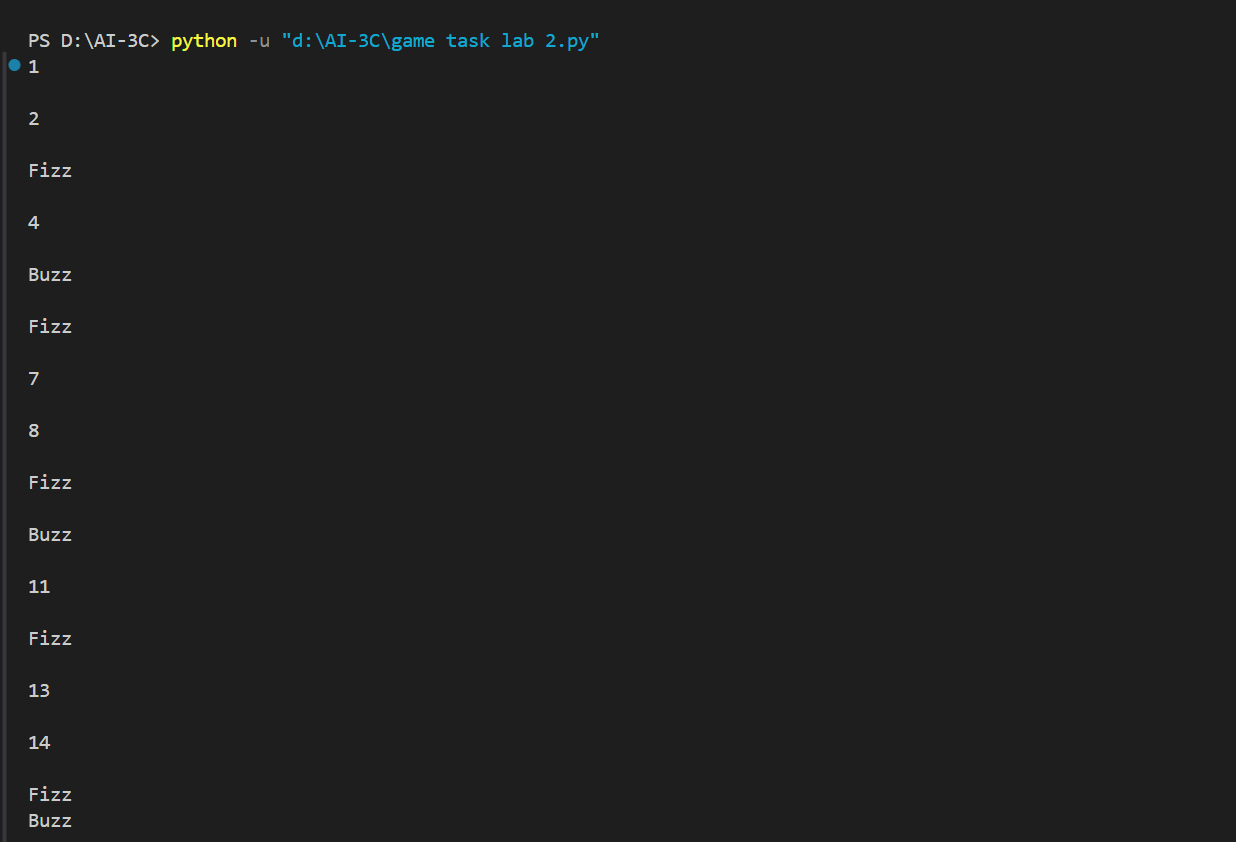 PS D:\AI-3C> python -u "d:\AI-3C\game task lab 2.py"
1
2
Fizz
4
Buzz
Fizz
7
8
Fizz
Buzz
11
Fizz
13
14
Fizz
Buzz